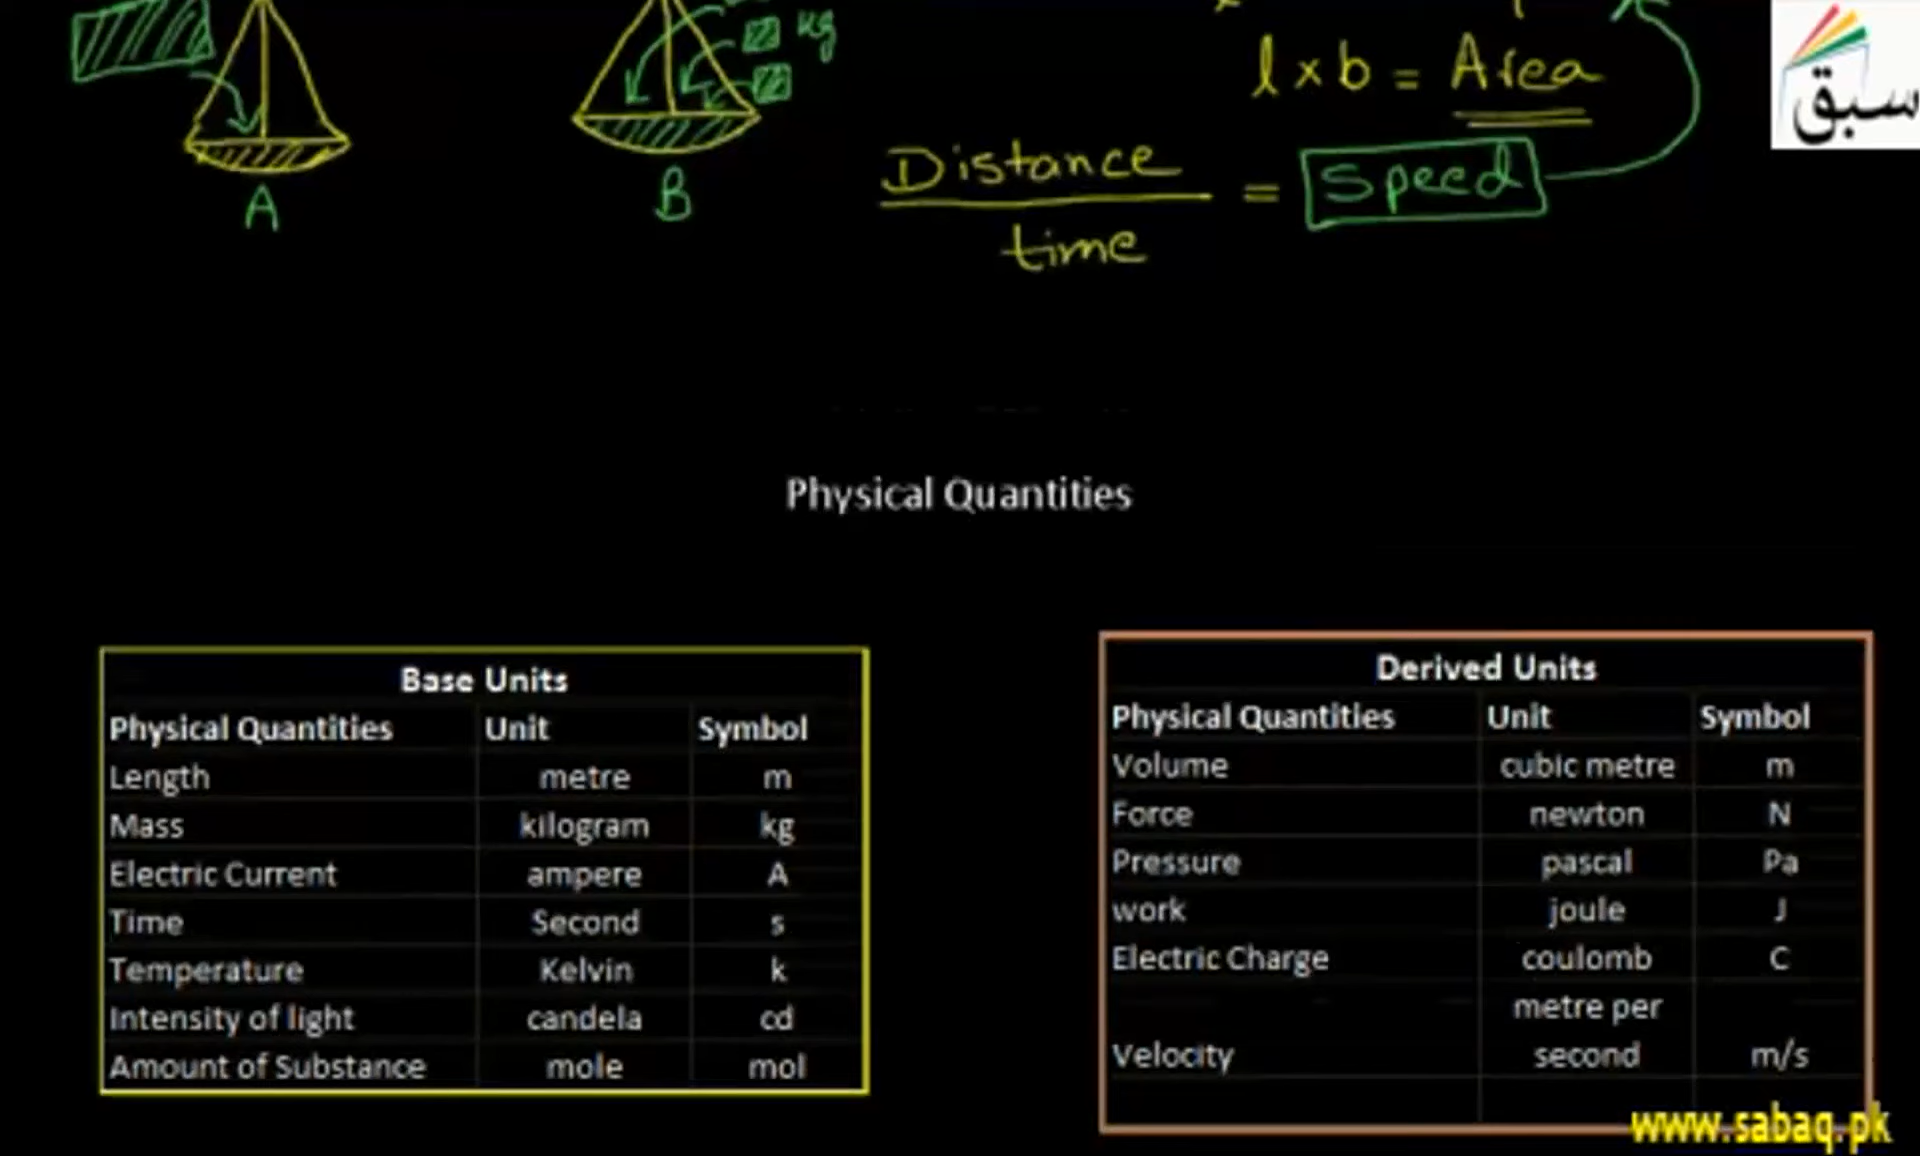 kg
l x b = Area
سبق
Distance
time
= Speed
A
B
Physical Quantities
Base Units
Physical Quantities Unit Symbol
Length metre m
Mass kilogram kg
Electric Current ampere A
Time Second s
Temperature Kelvin k
Intensity of light candela cd
Amount of Substance mole mol
Derived Units
Physical Quantities Unit Symbol
Volume cubic metre m
Force newton N
Pressure pascal Pa
work joule J
Electric Charge coulomb C
metre per
Velocity second m/s
www.sabaq.pk